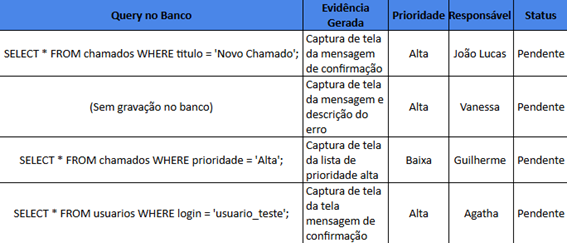 Query no Banco Evidência Gerada Prioridade Responsável Status
SELECT * FROM chamados WHERE titulo = 'Novo Chamado'; Captura de tela da mensagem de confirmação Alta João Lucas Pendente
(Sem gravação no banco) Captura de tela da mensagem e descrição do erro Alta Vanessa Pendente
SELECT * FROM chamados WHERE prioridade = 'Alta'; Captura de tela da lista de prioridade alta Baixa Guilherme Pendente
SELECT * FROM usuarios WHERE login = 'usuario_teste'; Captura de tela da tela mensagem de confirmação Alta Agatha Pendente